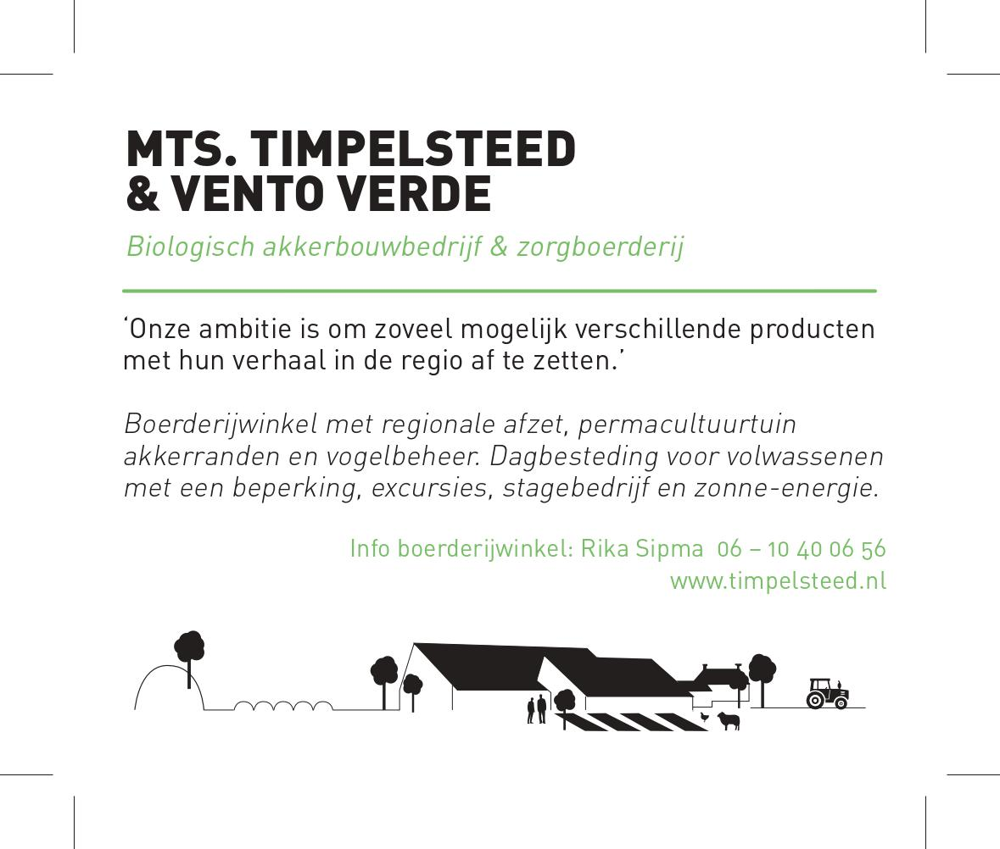 MTS. TIMPELSTEED
& VENTO VERDE
Biologisch akkerbouwbedrijf & zorgboerderij
‘Onze ambitie is om zoveel mogelijk verschillende producten
met hun verhaal in de regio af te zetten.’
Boerderijwinkel met regionale afzet, permacultuurtuin
akkerranden en vogelbeheer. Dagbesteding voor volwassenen
met een beperking, excursies, stagebedrijf en zonne-energie.
Info boerderijwinkel: Rika Sipma  06 – 10 40 06 56
www.timpelsteed.nl